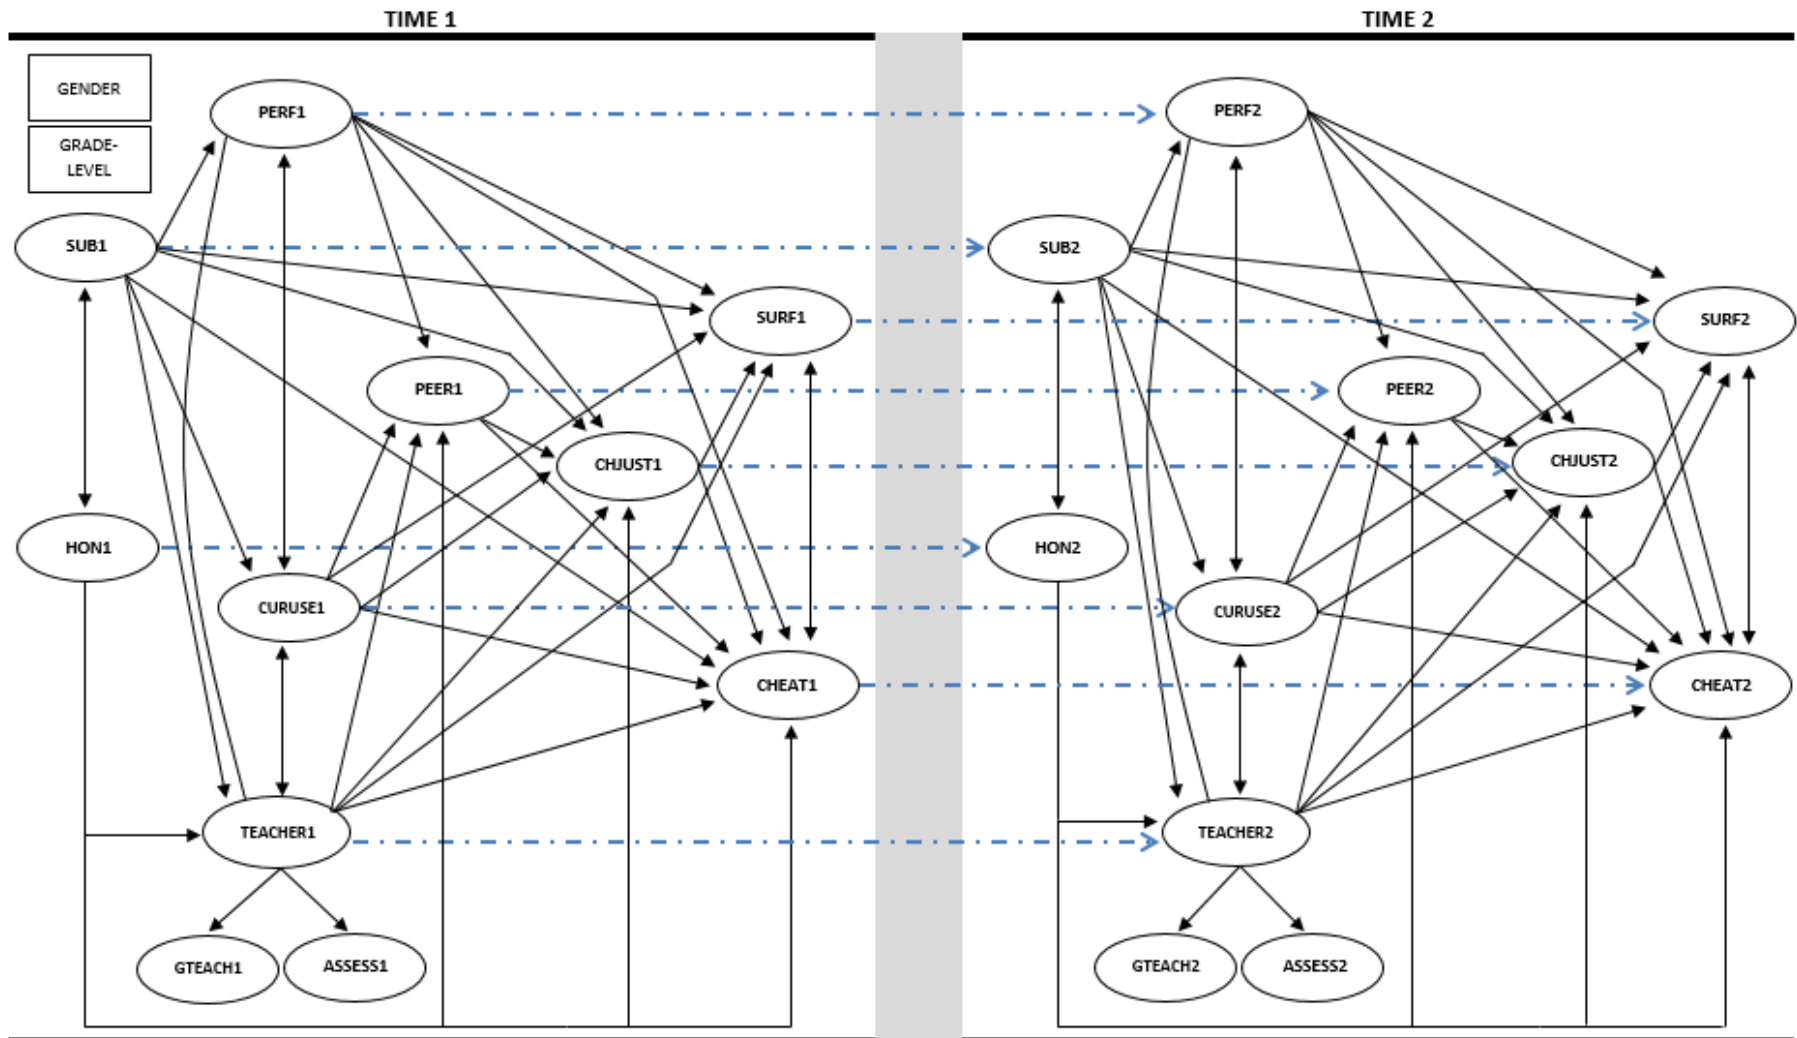 TIME 1
TIME 2
GENDER
GRADE-
LEVEL
PERF1
SUB1
SURF1
PEER1
CHJUST1
HON1
CURUSE1
CHEAT1
TEACHER1
GTEACH1
ASSESS1
PERF2
SUB2
SURF2
PEER2
CHJUST2
HON2
CURUSE2
CHEAT2
TEACHER2
GTEACH2
ASSESS2